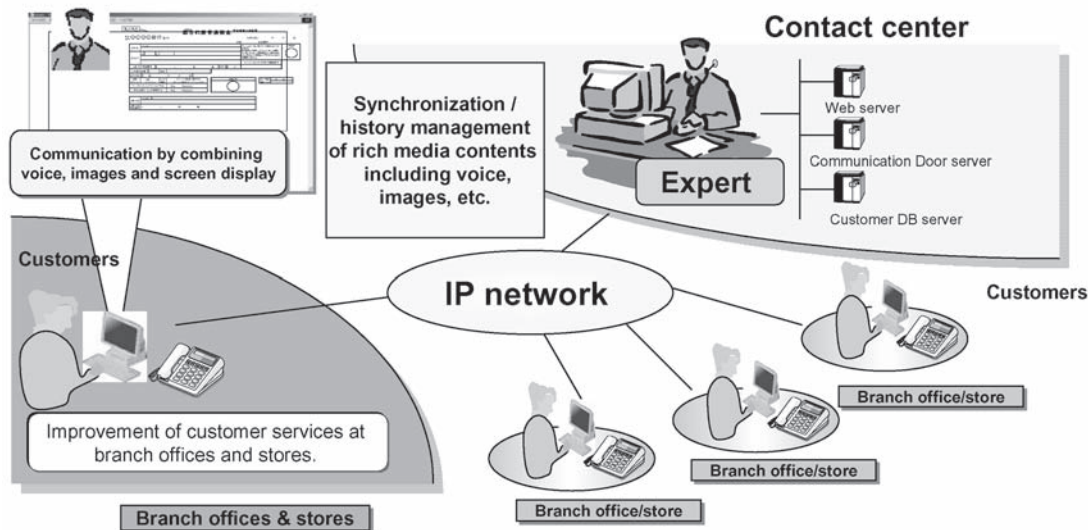 Contact center
Communication by combining
voice, images and screen display
Synchronization /
history management
of rich media contents
including voice,
images, etc.
Expert
Web server
Communication Door server
Customer DB server
Customers
IP network
Customers
Improvement of customer services at
branch offices and stores.
Branch offices & stores
Branch office/store
Branch office/store
Branch office/store